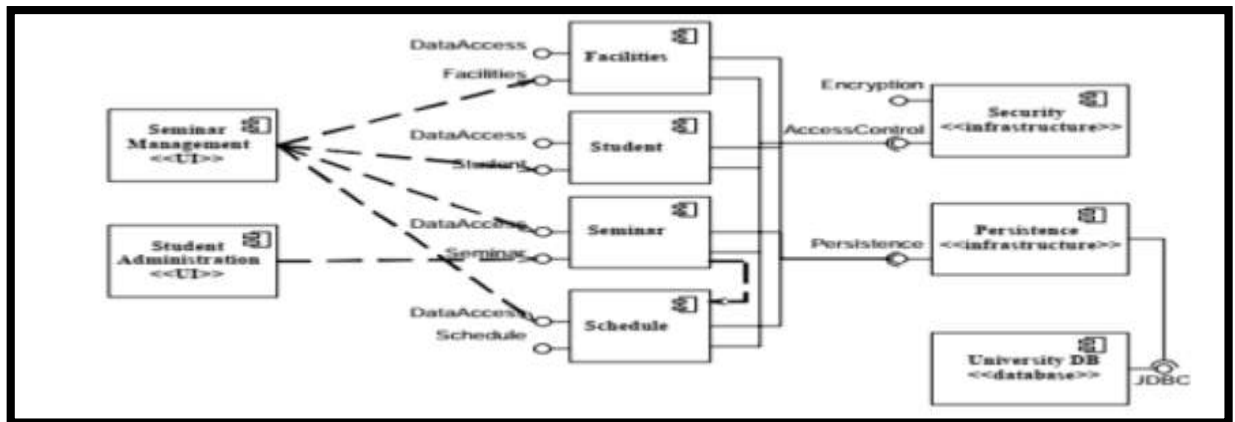 Seminar
Management
<<UI>>
Student
Administration
<<UI>>
DataAccess
Facilities
DataAccess
Student
DataAccess
Seminar
DataAccess
Schedule
Facilities
Student
Seminar
Schedule
Encryption
AccessControl
Persistence
Security
<<infrastructure>>
Persistence
<<infrastructure>>
University DB
<<database>>
JDBC